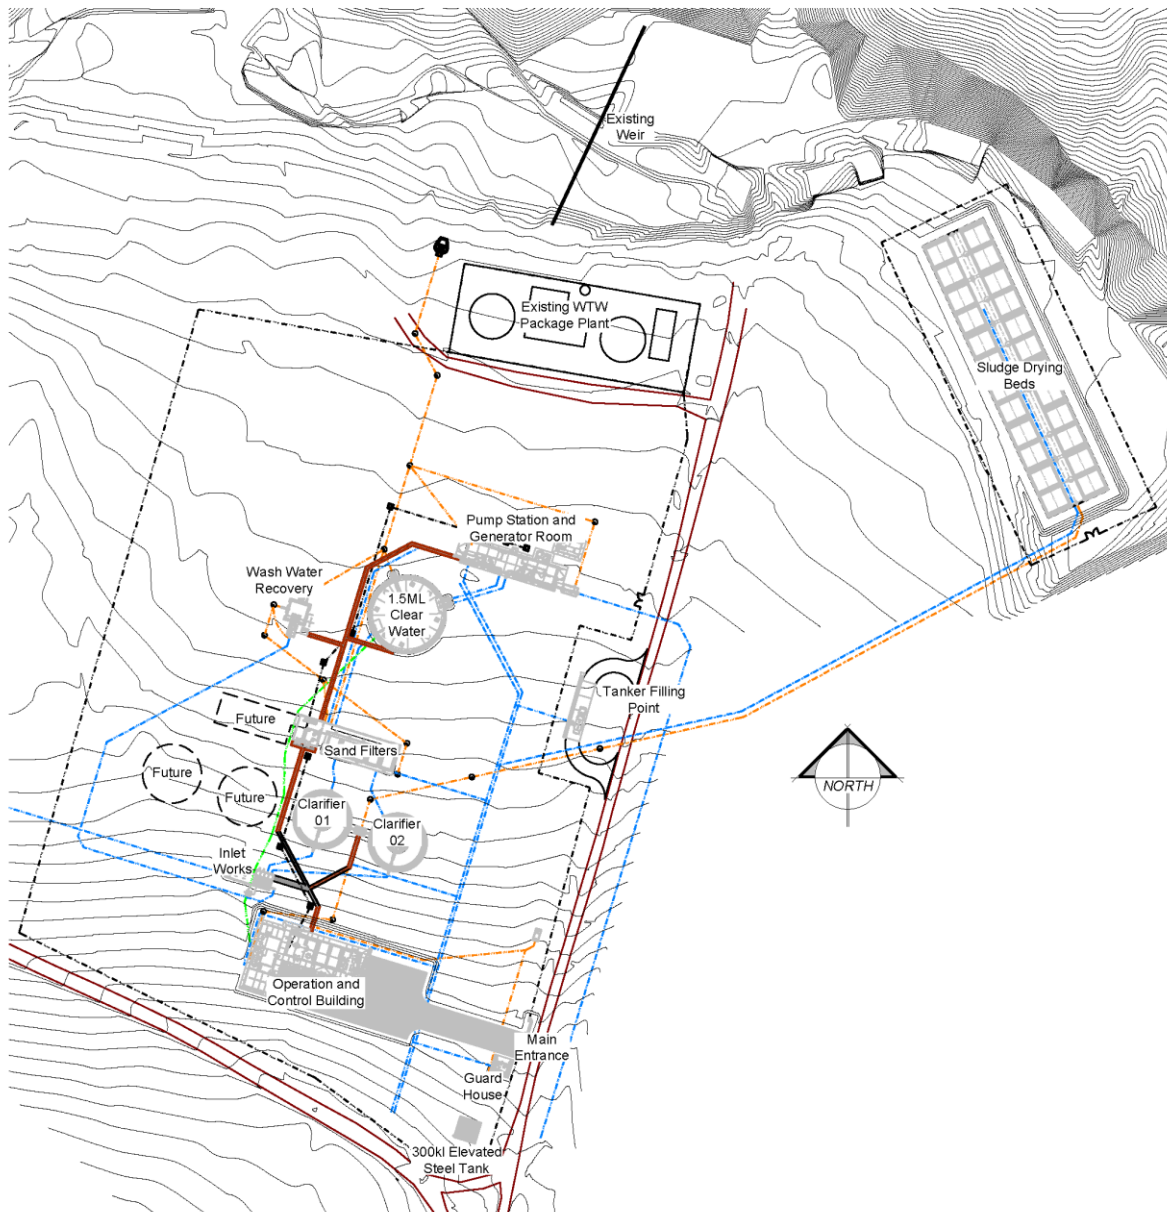 Existing
Weir
Existing WTW
Package Plant
Sludge Drying
Beds
Pump Station and
Generator Room
Wash Water
Recovery
1.5ML
Clear
Water
Tanker Filling
Point
Future
Sand Filters
Future
Future
Clarifier
01
Clarifier
02
NORTH
Inlet
Works
Operation and
Control Building
Main
Entrance
Guard
House
300kl Elevated
Steel Tank